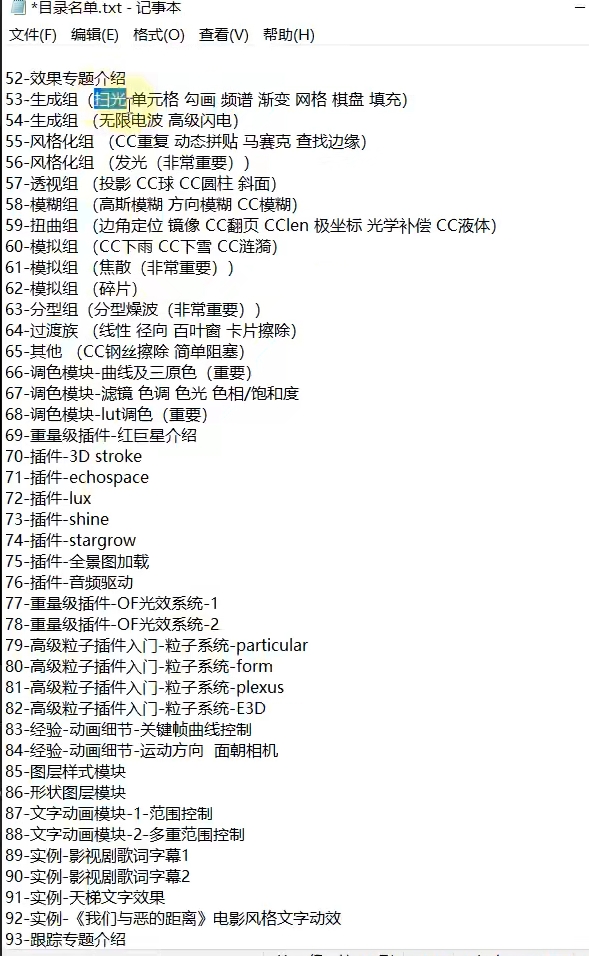 *目录名单.txt - 记事本
文件(F) 编辑(E) 格式(O) 查看(V) 帮助(H)
52-效果专题介绍
53-生成组（扫光 单元格 勾画 频谱 渐变 网格 棋盘 填充）
54-生成组 （无限电波 高级闪电）
55-风格化组 （CC重复 动态拼贴 马赛克 查找边缘）
56-风格化组 （发光（非常重要））
57-透视组 （投影 CC球 CC圆柱 斜面）
58-模糊组 （高斯模糊 方向模糊 CC模糊）
59-扭曲组 （边角定位 镜像 CC翻页 CClen 极坐标 光学补偿 CC液体）
60-模拟组 （CC下雨 CC下雪 CC涟漪）
61-模拟组 （焦散（非常重要））
62-模拟组 （碎片）
63-分型组（分型燥波（非常重要））
64-过渡族 （线性 径向 百叶窗 卡片擦除）
65-其他 （CC钢丝擦除 简单阻塞）
66-调色模块-曲线及三原色（重要）
67-调色模块-滤镜 色调 色光 色相/饱和度
68-调色模块-lut调色（重要）
69-重量级插件-红巨星介绍
70-插件-3D stroke
71-插件-echospace
72-插件-lux
73-插件-shine
74-插件-stargrow
75-插件-全景图加载
76-插件-音频驱动
77-重量级插件-OF光效系统-1
78-重量级插件-OF光效系统-2
79-高级粒子插件入门-粒子系统-particular
80-高级粒子插件入门-粒子系统-form
81-高级粒子插件入门-粒子系统-plexus
82-高级粒子插件入门-粒子系统-E3D
83-经验-动画细节-关键帧曲线控制
84-经验-动画细节-运动方向 面朝相机
85-图层样式模块
86-形状图层模块
87-文字动画模块-1-范围控制
88-文字动画模块-2-多重范围控制
89-实例-影视剧歌词字幕1
90-实例-影视剧歌词字幕2
91-实例-天梯文字效果
92-实例-《我们与恶的距离》电影风格文字动效
93-跟踪专题介绍